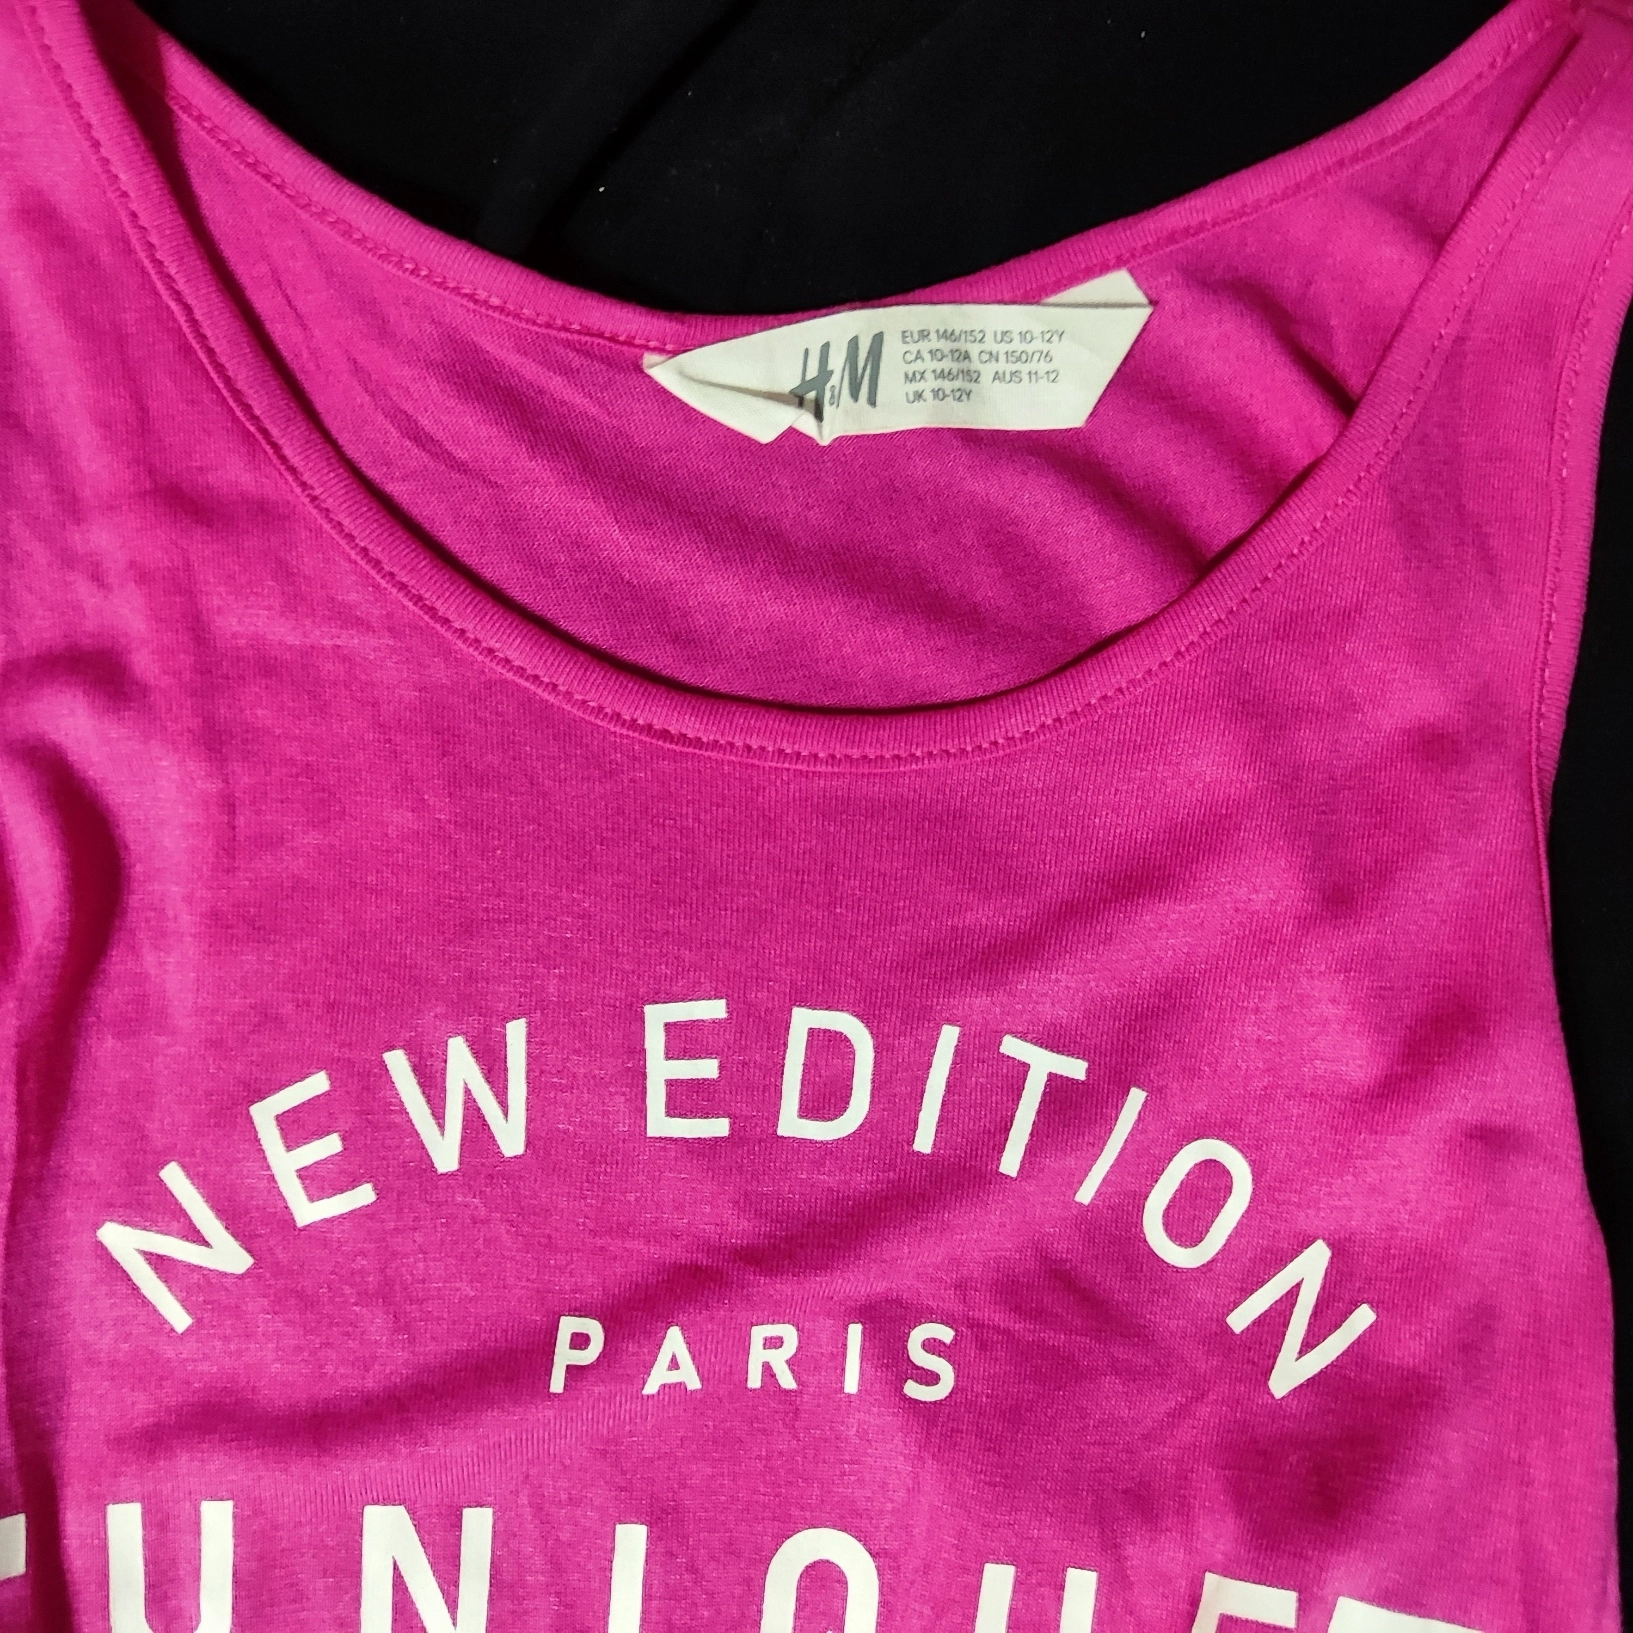 H&M
EUR 146/152 US 10-12Y
CA 10-12A CN 150/76
MX 146/152 AUS 11-12
UK 10-12Y
NEW EDITION
PARIS
UNIQUE